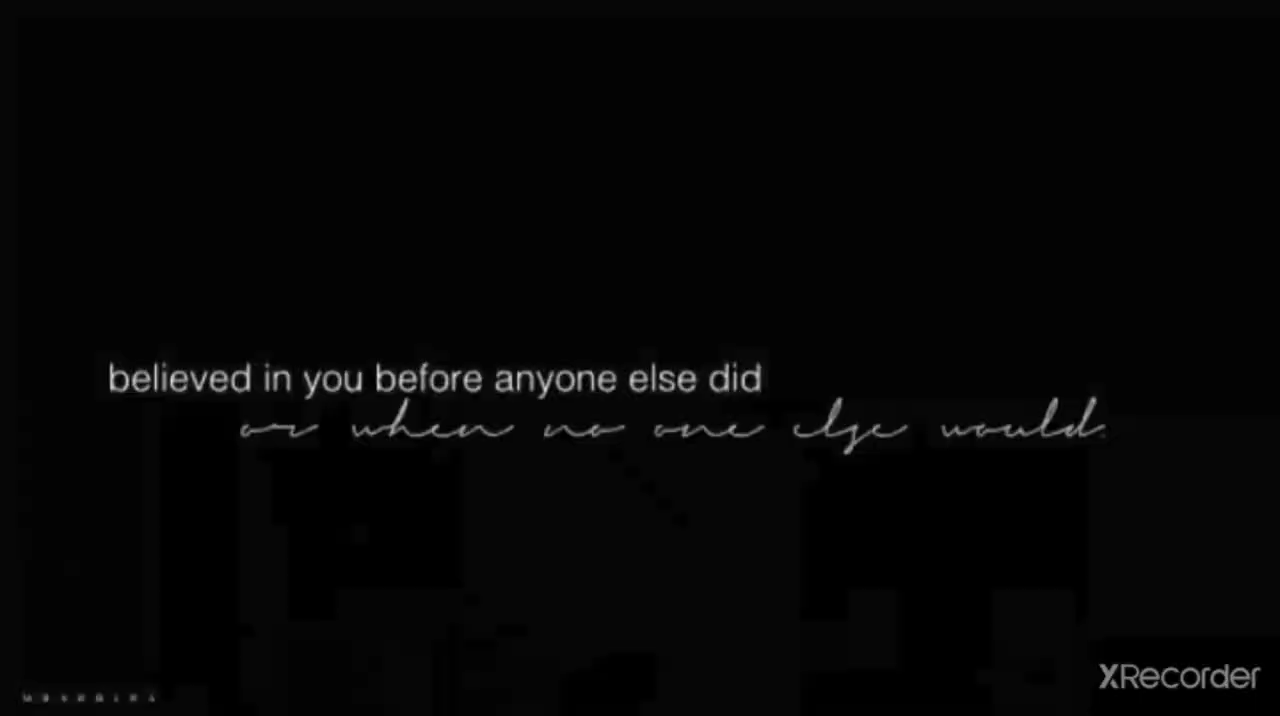 believed in you before anyone else did
or when no one else would.
XRecorder